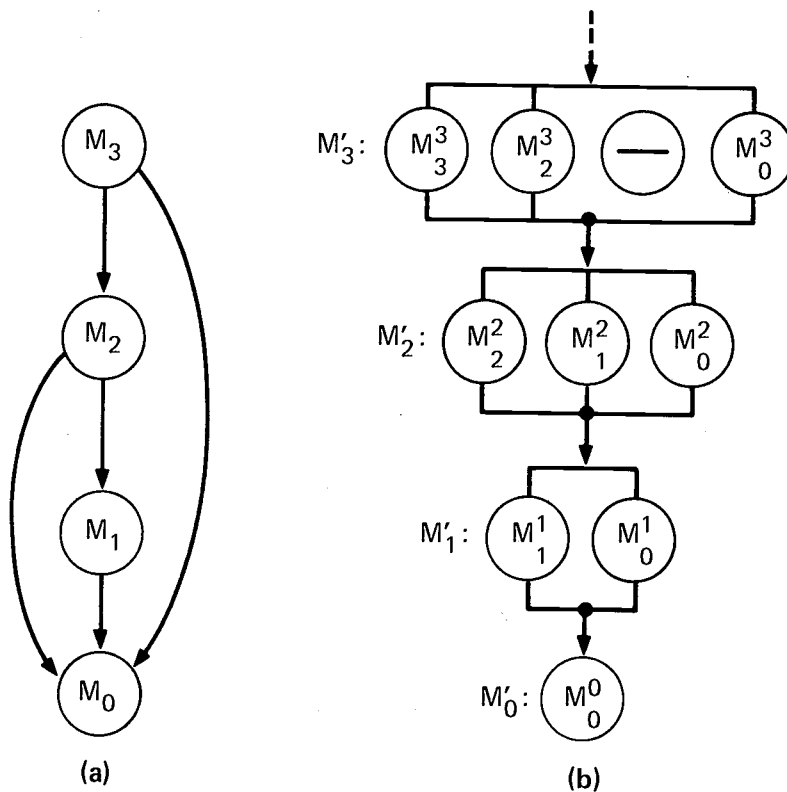 M₃
M₂
M₁
M₀
(a)
M′₃: M³₃ M³₂ — M³₀
M′₂: M²₂ M²₁ M²₀
M′₁: M¹₁ M¹₀
M′₀: M⁰₀
(b)